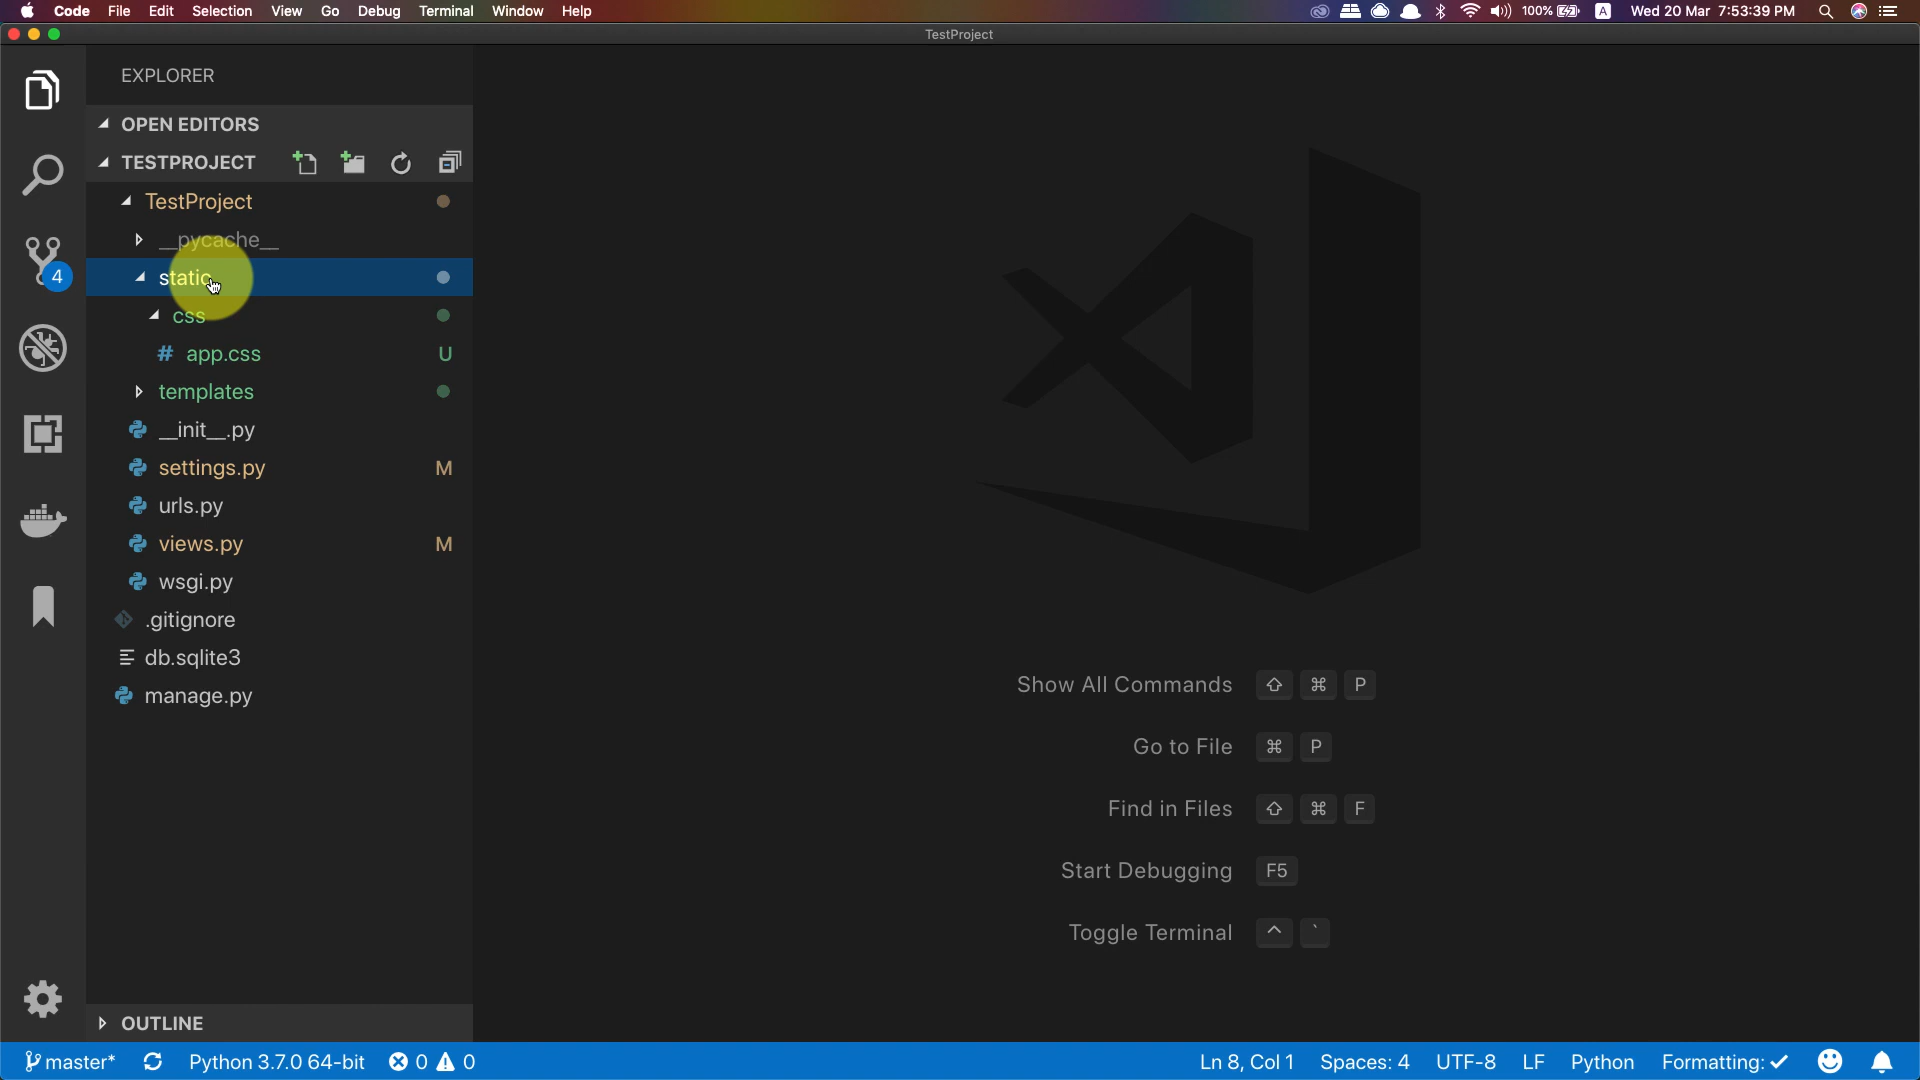 Code File Edit Selection View Go Debug Terminal Window Help 100% A Wed 20 Mar 7:53:39 PM
TestProject
EXPLORER
OPEN EDITORS
TESTPROJECT
TestProject
__pycache__
static
css
# app.css U
templates
__init__.py
settings.py M
urls.py
views.py M
wsgi.py
.gitignore
db.sqlite3
manage.py
4
Show All Commands ⇧ ⌘ P
Go to File ⌘ P
Find in Files ⇧ ⌘ F
Start Debugging F5
Toggle Terminal ^ `
OUTLINE
master* Python 3.7.0 64-bit 0 0 Ln 8, Col 1 Spaces: 4 UTF-8 LF Python Formatting: ✓